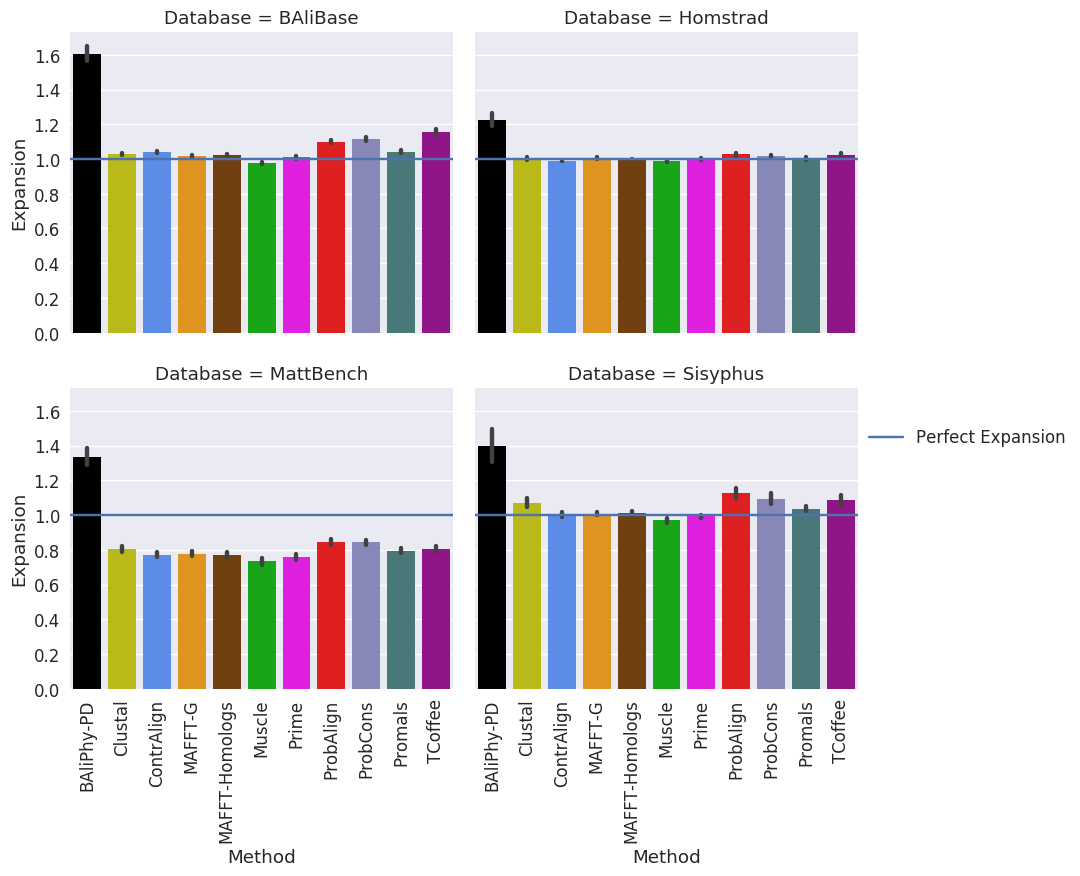 Database = BAliBase
Database = Homstrad
Expansion
1.6
1.4
1.2
1.0
0.8
0.6
0.4
0.2
0.0
Database = MattBench
Database = Sisyphus
Expansion
1.6
1.4
1.2
1.0
0.8
0.6
0.4
0.2
0.0
Perfect Expansion
BAliPhy-PD
Clustal
ContrAlign
MAFFT-G
MAFFT-Homologs
Muscle
Prime
ProbAlign
ProbCons
Promals
TCoffee
BAliPhy-PD
Clustal
ContrAlign
MAFFT-G
MAFFT-Homologs
Muscle
Prime
ProbAlign
ProbCons
Promals
TCoffee
Method
Method